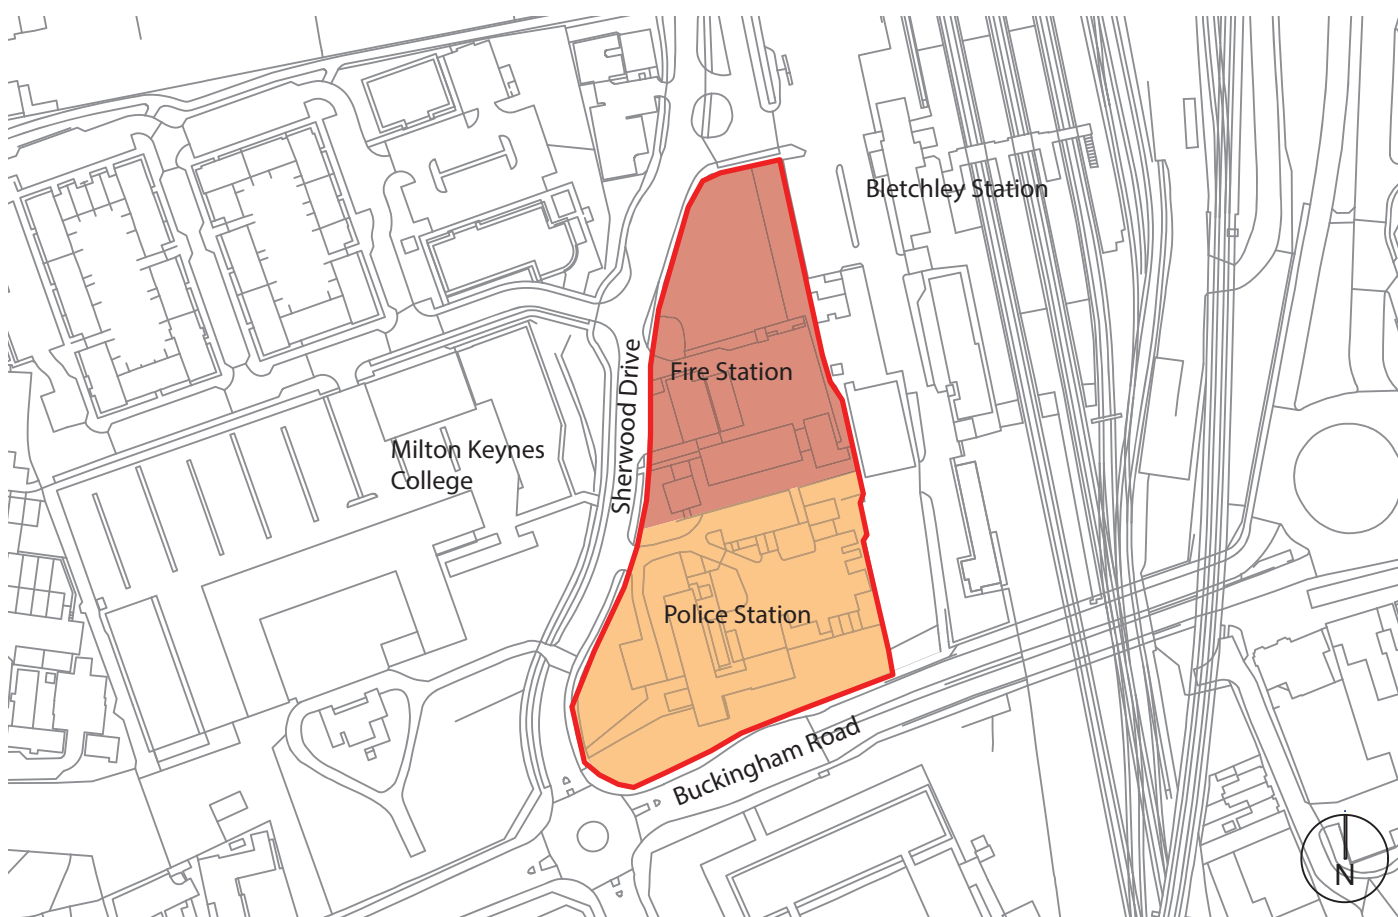 Bletchley Station
Fire Station
Sherwood Drive
Milton Keynes
College
Police Station
Buckingham Road
N